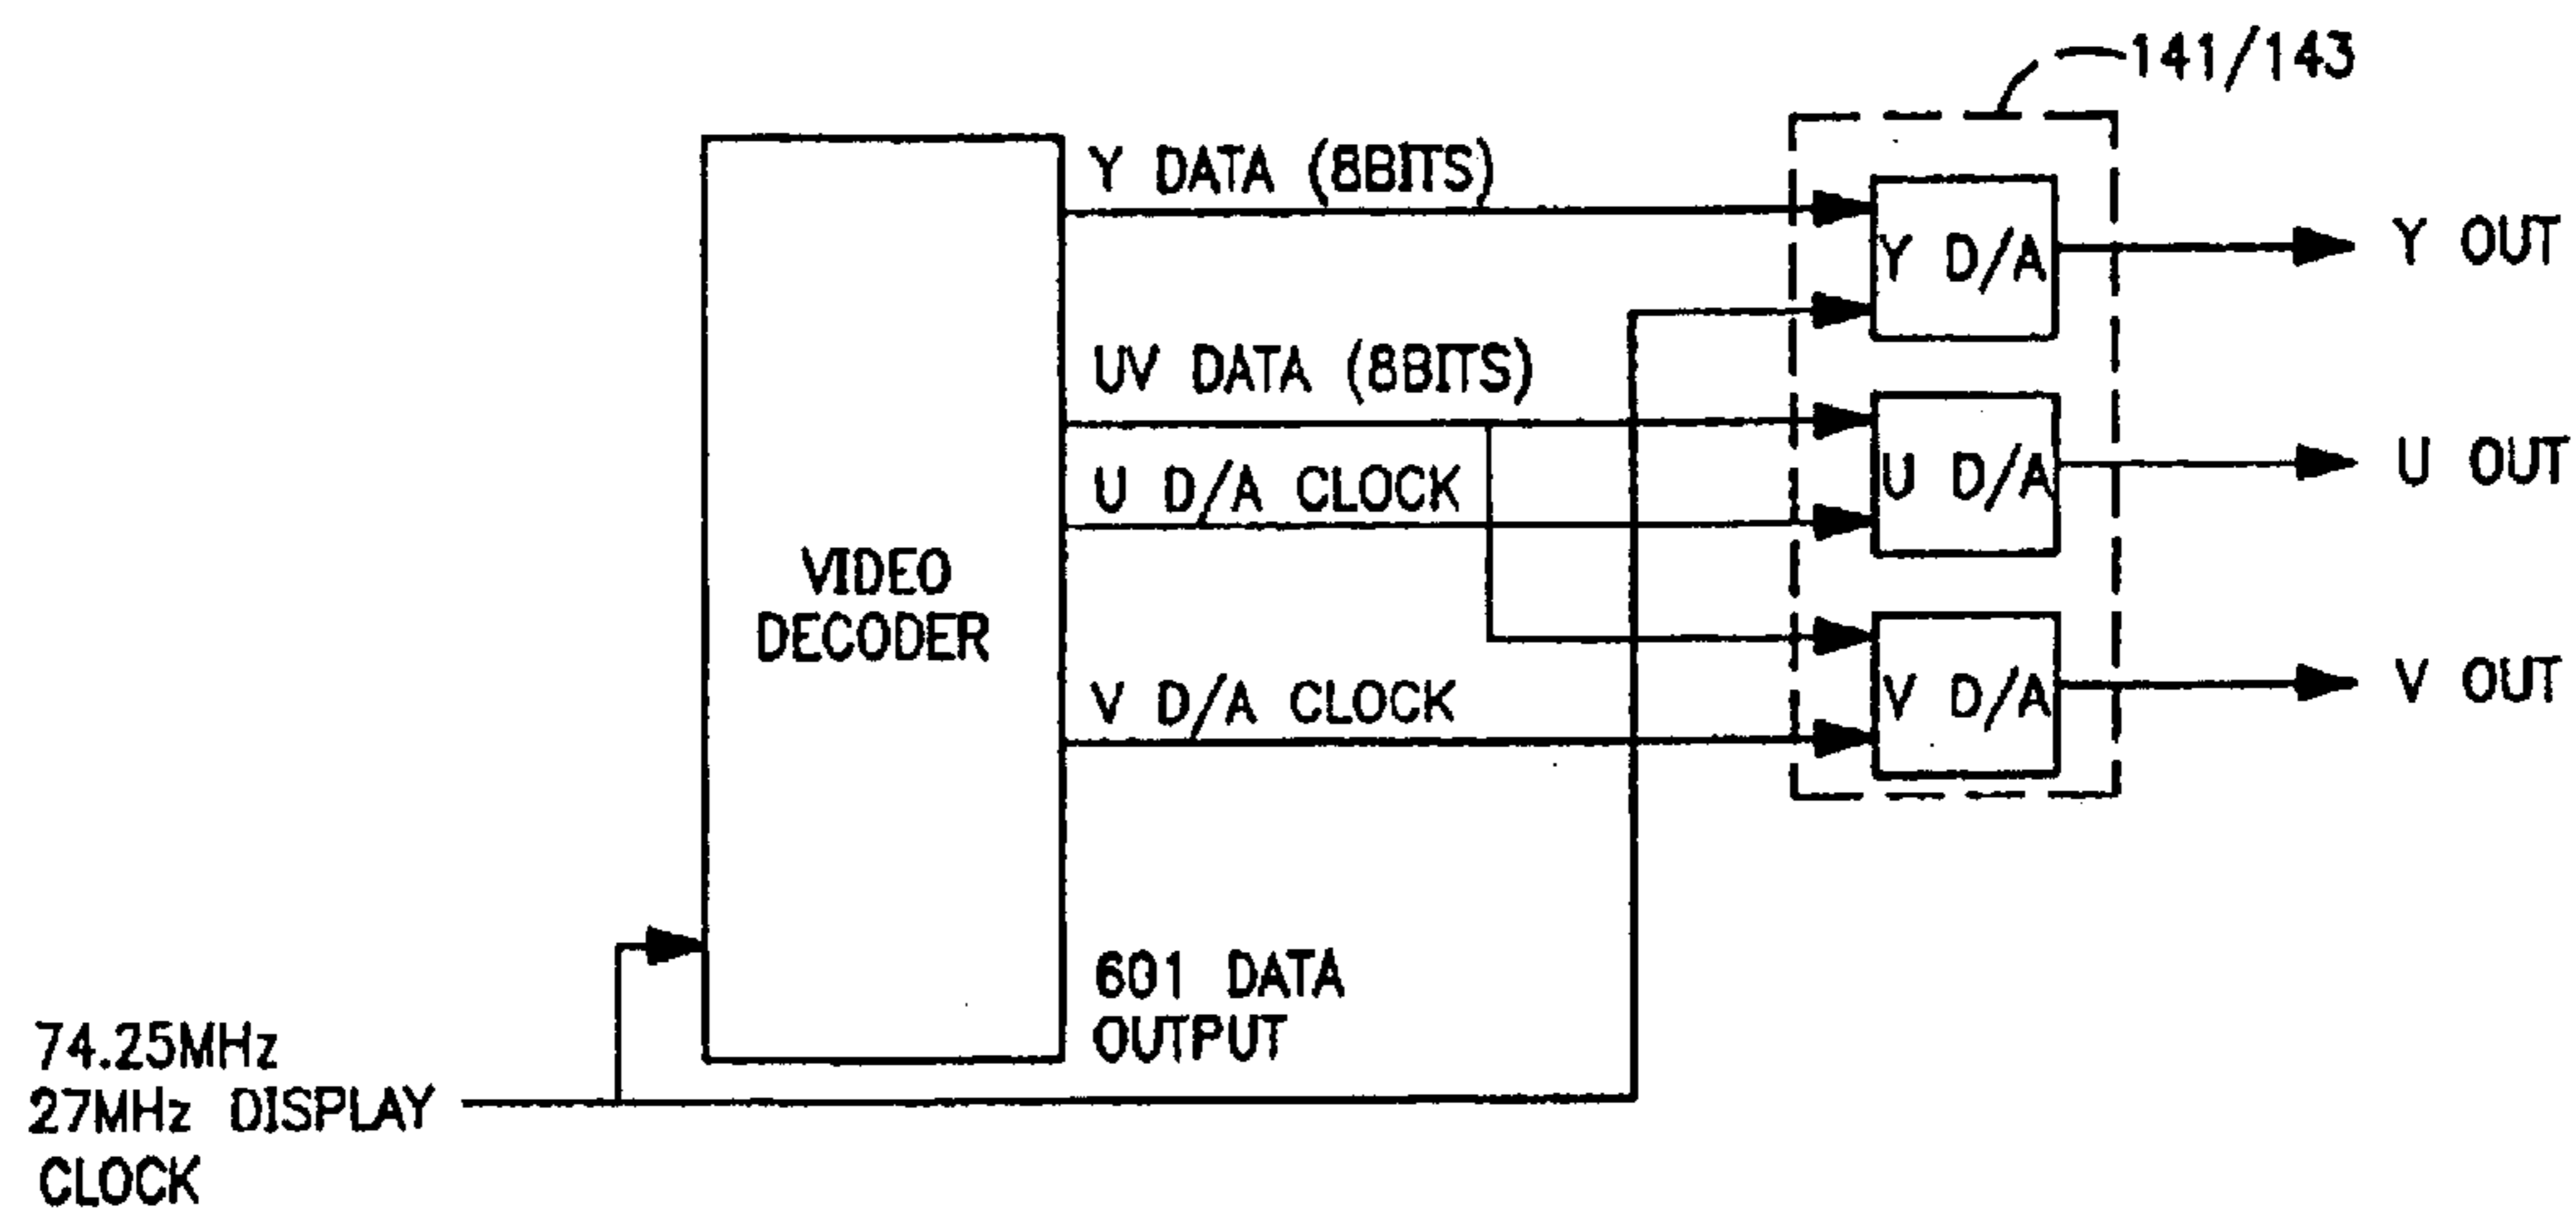 141/143
Y DATA (8BITS)
Y D/A
Y OUT
UV DATA (8BITS)
U D/A CLOCK
U D/A
U OUT
VIDEO
DECODER
V D/A CLOCK
V D/A
V OUT
601 DATA
OUTPUT
74.25MHz
27MHz DISPLAY
CLOCK